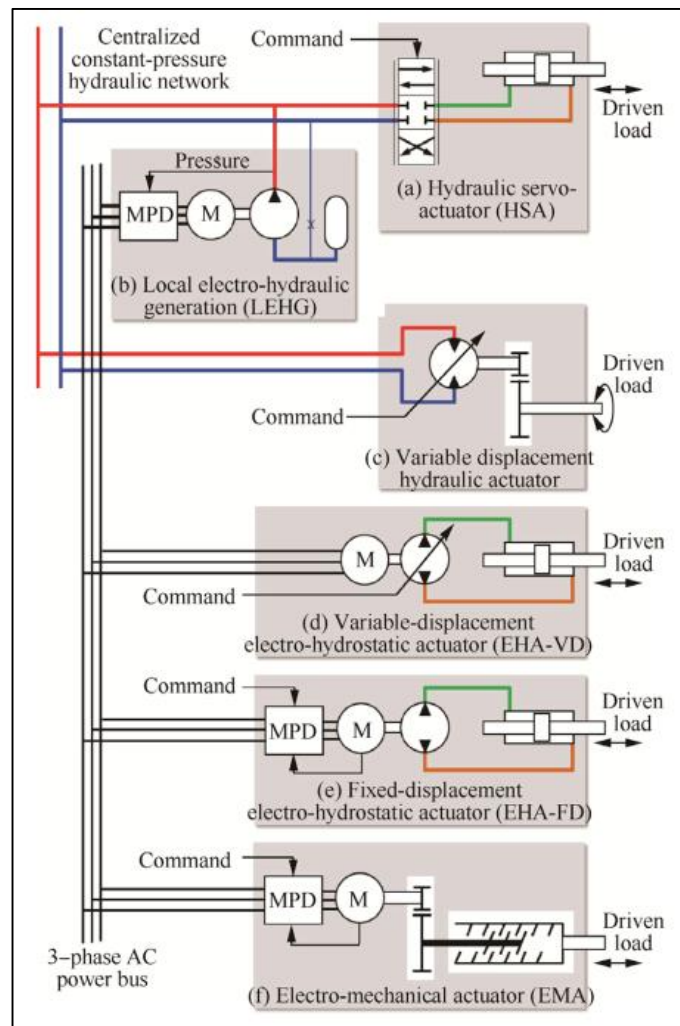 Centralized
constant-pressure
hydraulic network
Command
Driven
load
(a) Hydraulic servo-
actuator (HSA)
Pressure
MPD
M
(b) Local electro-hydraulic
generation (LEHG)
Driven
load
Command
(c) Variable displacement
hydraulic actuator
M
Driven
load
Command
(d) Variable-displacement
electro-hydrostatic actuator (EHA-VD)
Command
MPD
M
Driven
load
(e) Fixed-displacement
electro-hydrostatic actuator (EHA-FD)
Command
MPD
M
Driven
load
3-phase AC
power bus
(f) Electro-mechanical actuator (EMA)